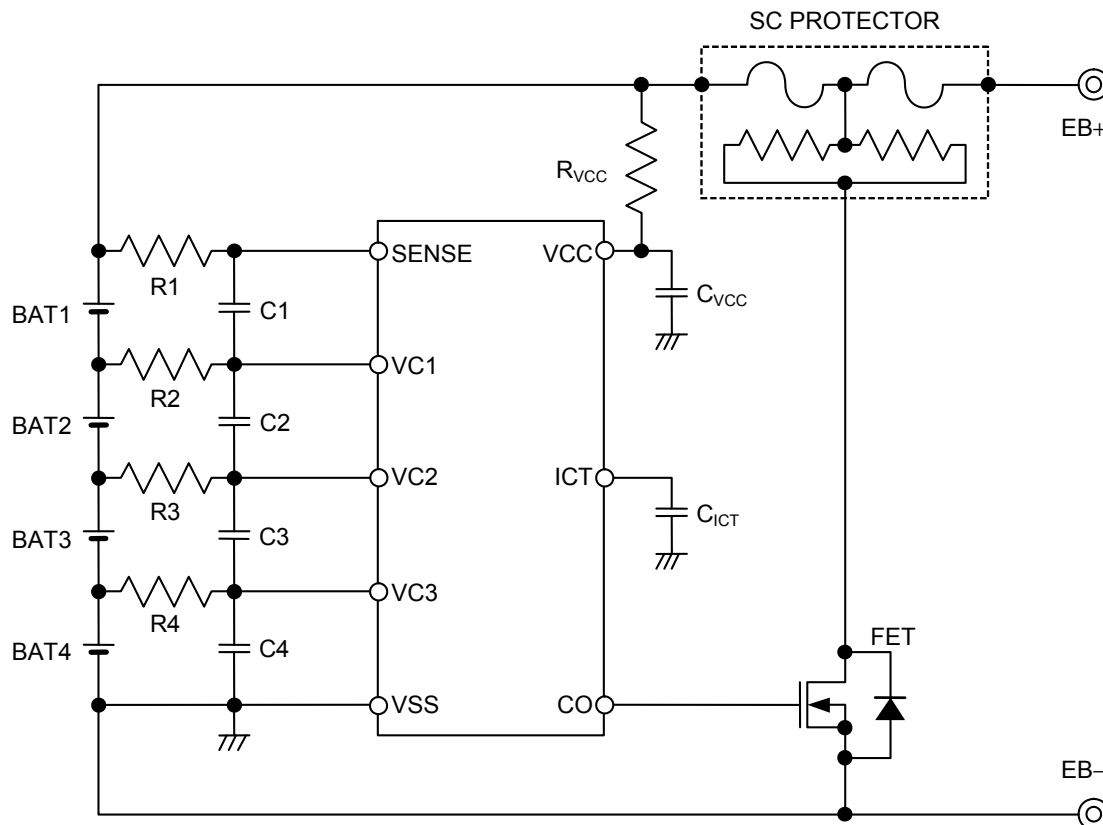 SC PROTECTOR
EB+
RVCC
SENSE
VCC
R1
BAT1
C1
CVCC
VC1
R2
BAT2
C2
VC2
ICT
R3
CICT
BAT3
C3
VC3
R4
FET
BAT4
C4
VSS
CO
EB−